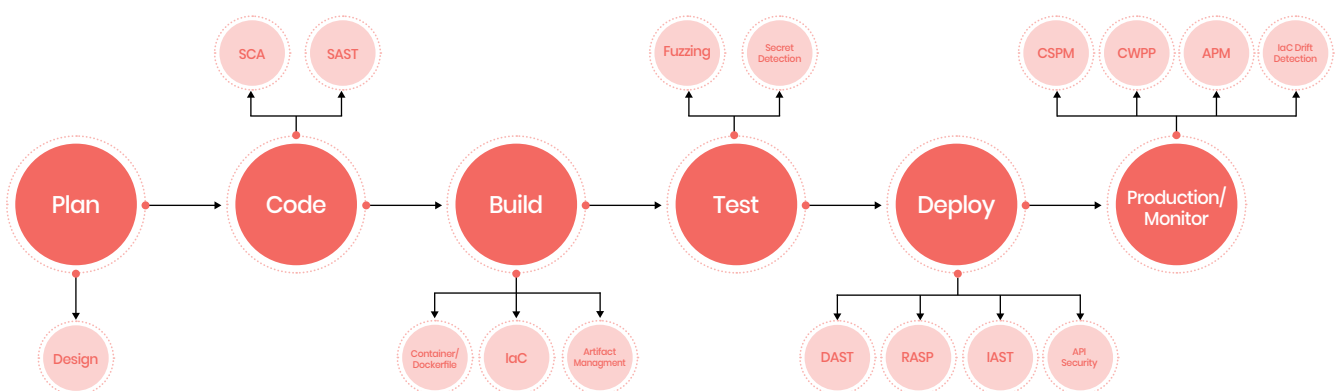 SCA
SAST
Fuzzing
Secret
Detection
CSPM
CWPP
APM
IaC Drift
Detection
Plan
Code
Build
Test
Deploy
Production/
Monitor
Design
Container/
Dockerfile
IaC
Artifact
Managment
DAST
RASP
IAST
API
Security